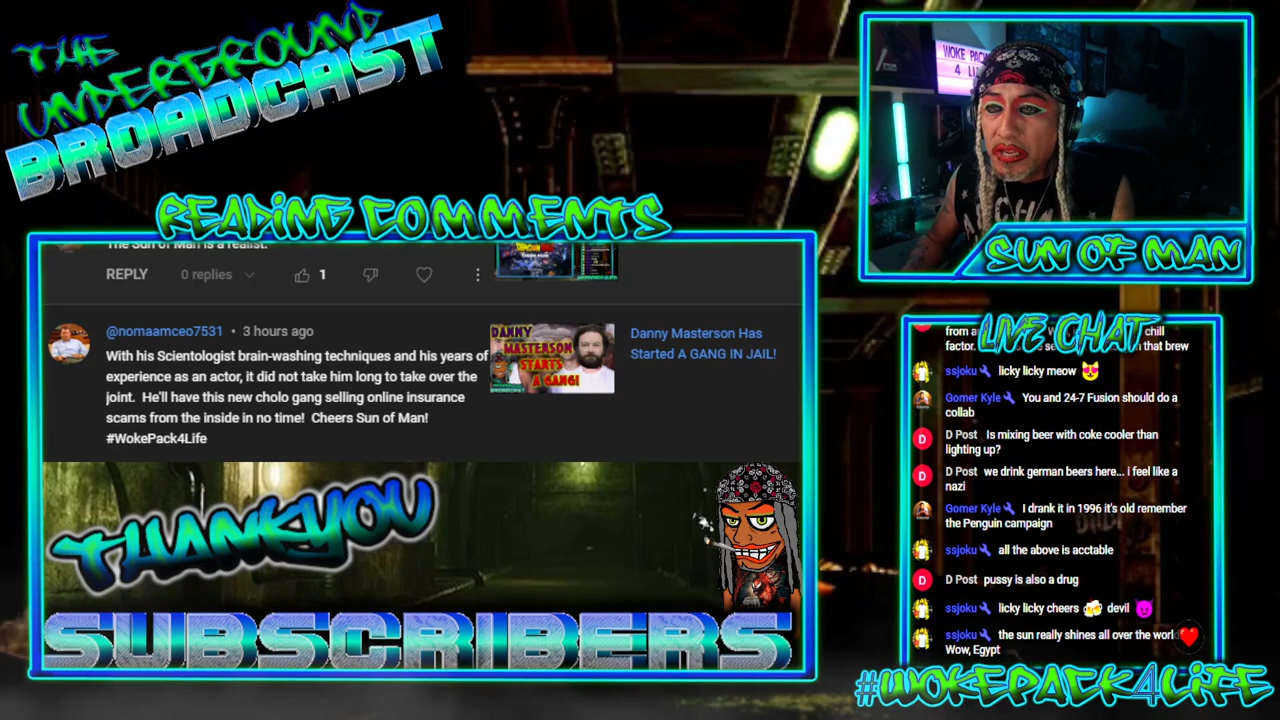 THE
UNDERGROUND
BROADCAST
READING COMMENTS
The Sun of Man is a realist.
REPLY 0 replies 1
@nomaamceo7531 • 3 hours ago
With his Scientologist brain-washing techniques and his years of
experience as an actor, it did not take him long to take over the
joint. He'll have this new cholo gang selling online insurance
scams from the inside in no time! Cheers Sun of Man!
#WokePack4Life
DANNY
MASTERSON
STARTS
A GANG!
Danny Masterson Has
Started A GANG IN JAIL!
THANKYOU
SUBSCRIBERS
WOKE PACK
4
SUN OF MAN
LIVE CHAT
from a chill
factor. that brew
ssjoku licky licky meow
Gomer Kyle You and 24-7 Fusion should do a
collab
D Post Is mixing beer with coke cooler than
lighting up?
D Post we drink german beers here... i feel like a
nazi
Gomer Kyle I drank it in 1996 it's old remember
the Penguin campaign
ssjoku all the above is acctable
D Post pussy is also a drug
ssjoku licky licky cheers devil
ssjoku the sun really shines all over the worl
Wow, Egypt
#WOKEPACK4LIFE